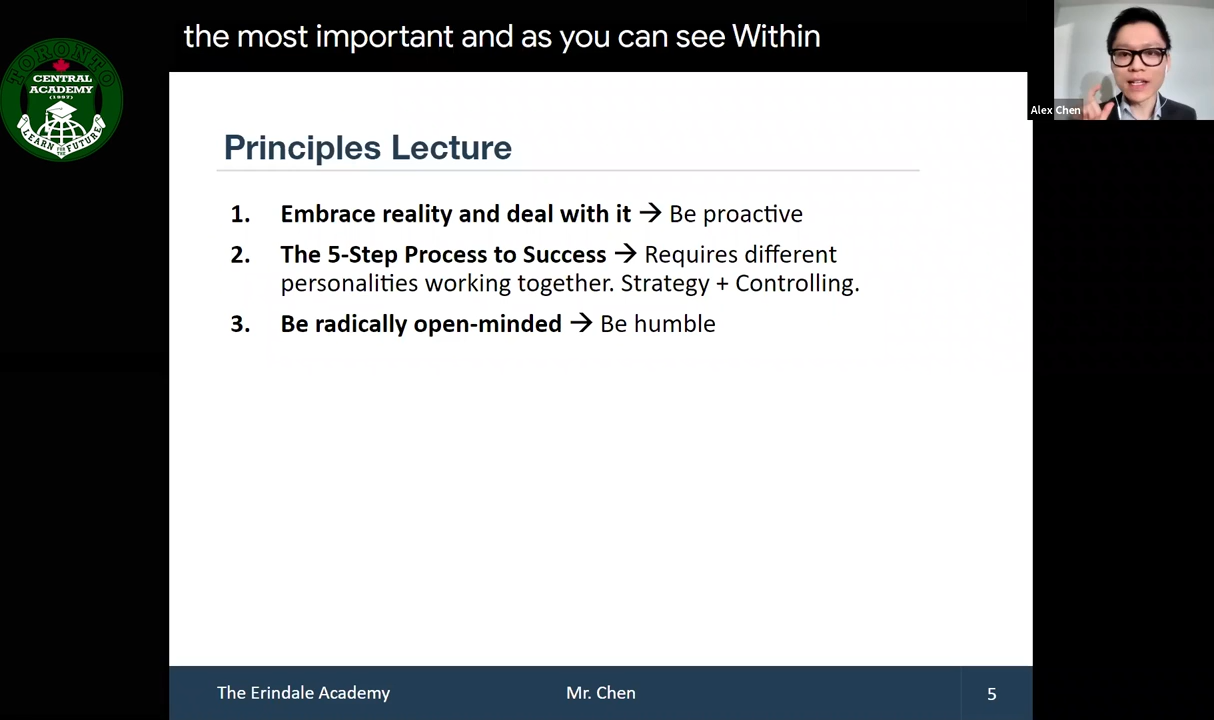 the most important and as you can see Within
TORONTO
CENTRAL
ACADEMY
(1997)
LEARN FOR THE FUTURE
Alex Chen
Principles Lecture
1. Embrace reality and deal with it → Be proactive
2. The 5-Step Process to Success → Requires different
personalities working together. Strategy + Controlling.
3. Be radically open-minded → Be humble
The Erindale Academy
Mr. Chen
5